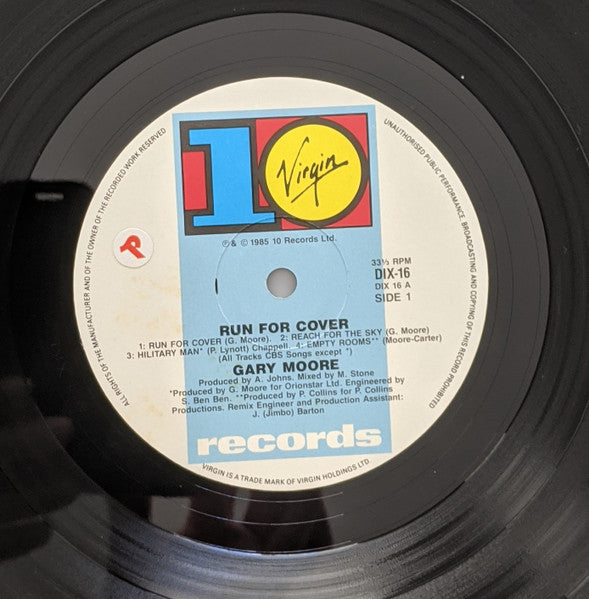 ALL RIGHTS OF THE MANUFACTURER AND OF THE OWNER OF THE RECORDED WORK RESERVED
UNAUTHORISED PUBLIC PERFORMANCE, BROADCASTING AND COPYING OF THIS RECORD PROHIBITED
10
Virgin
℗ & © 1985 10 Records Ltd.
P
33⅓ RPM
DIX-16
DIX 16 A
SIDE 1
RUN FOR COVER
1: RUN FOR COVER (G. Moore). 2: REACH FOR THE SKY (G. Moore)
3: HILITARY MAN* (P. Lynott) Chappell. 4: EMPTY ROOMS** (Moore-Carter)
(All Tracks CBS Songs except *)
GARY MOORE
Produced by A. Johns. Mixed by M. Stone
*Produced by G. Moore for Orionstar Ltd. Engineered by
S. Ben Ben. **Produced by P. Collins for P. Collins
Productions. Remix Engineer and Production Assistant:
J. (Jimbo) Barton
records
VIRGIN IS A TRADE MARK OF VIRGIN HOLDINGS LTD.